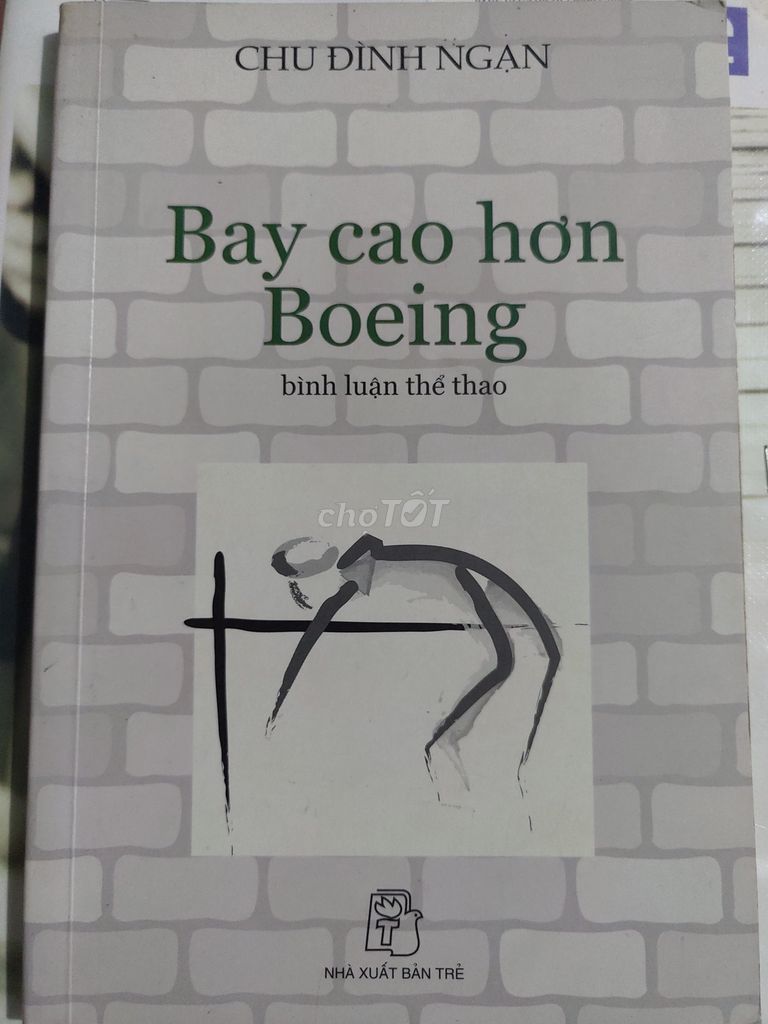 CHU ĐÌNH NGẠN
Bay cao hơn
Boeing
bình luận thể thao
choTỐT
T
NHÀ XUẤT BẢN TRẺ